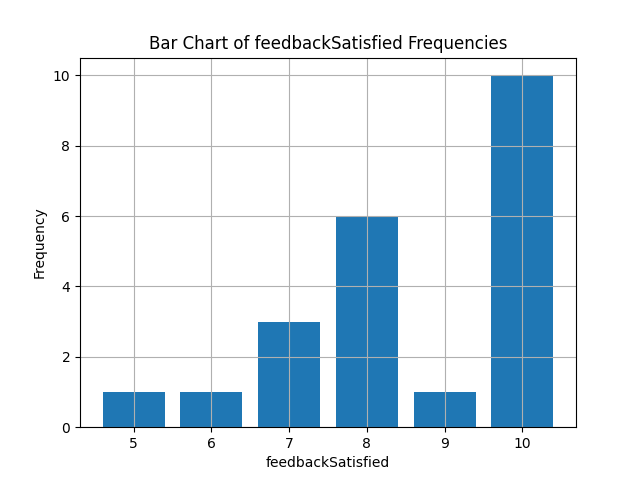 Bar Chart of feedbackSatisfied Frequencies
10
8
6
4
2
0
Frequency
5 6 7 8 9 10
feedbackSatisfied